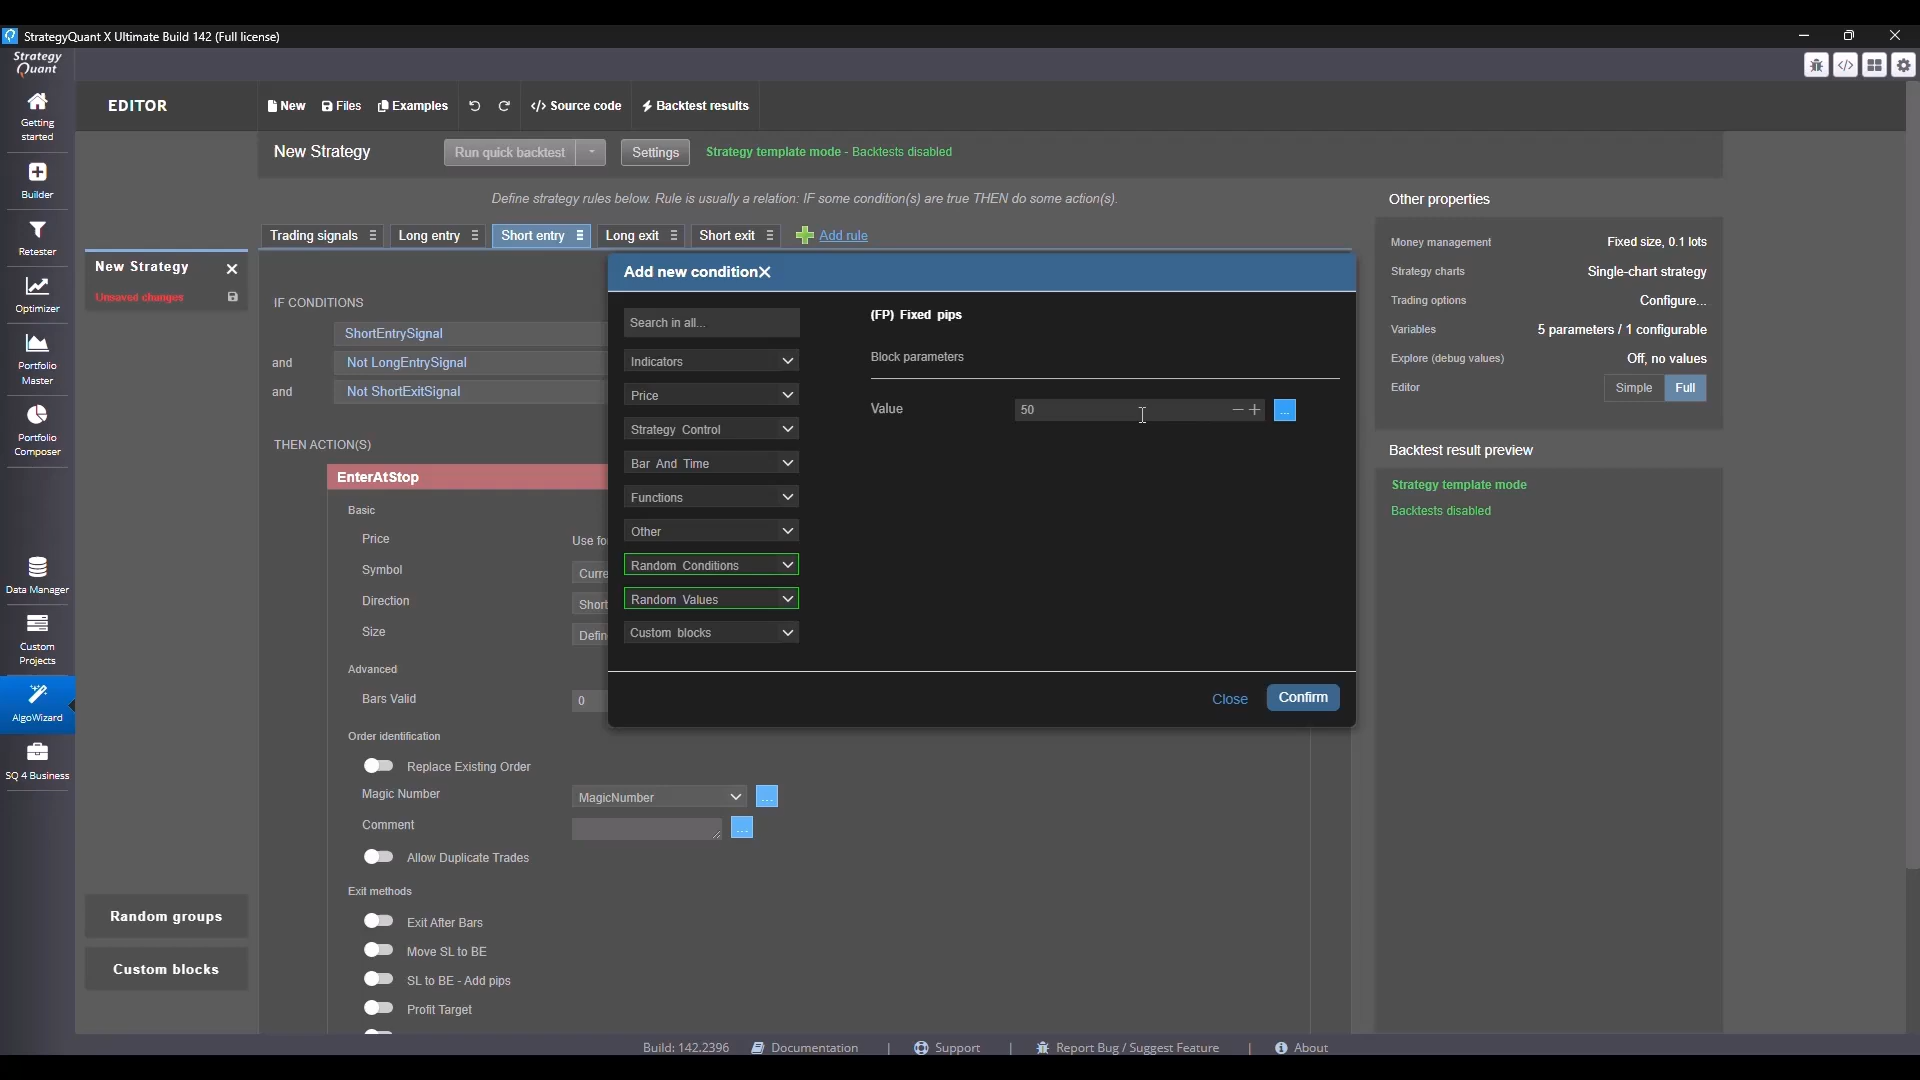 StrategyQuant X Ultimate Build 142 (Full license)
Strategy
Quant
EDITOR
New
Files
Examples
</> Source code
Backtest results
Getting
started
Builder
Retester
Optimizer
Portfolio
Master
Portfolio
Composer
Data Manager
Custom
Projects
AlgoWizard
SQ 4 Business
New Strategy
Unsaved changes
Random groups
Custom blocks
New Strategy
Run quick backtest
Settings
Strategy template mode - Backtests disabled
Define strategy rules below. Rule is usually a relation: IF some condition(s) are true THEN do some action(s).
Trading signals
Long entry
Short entry
Long exit
Short exit
Add rule
IF CONDITIONS
ShortEntrySignal
and Not LongEntrySignal
and Not ShortExitSignal
THEN ACTION(S)
EnterAtStop
Basic
Price Use fo
Symbol Curre
Direction Short
Size Defin
Advanced
Bars Valid 0
Order identification
Replace Existing Order
Magic Number MagicNumber ...
Comment ...
Allow Duplicate Trades
Exit methods
Exit After Bars
Move SL to BE
SL to BE - Add pips
Profit Target
Add new condition
Search in all...
Indicators
Price
Strategy Control
Bar And Time
Functions
Other
Random Conditions
Random Values
Custom blocks
(FP) Fixed pips
Block parameters
Value 50 ...
Close
Confirm
Other properties
Money management Fixed size, 0.1 lots
Strategy charts Single-chart strategy
Trading options Configure...
Variables 5 parameters / 1 configurable
Explore (debug values) Off, no values
Editor Simple Full
Backtest result preview
Strategy template mode
Backtests disabled
Build: 142.2396
Documentation
|
Support
|
Report Bug / Suggest Feature
|
About